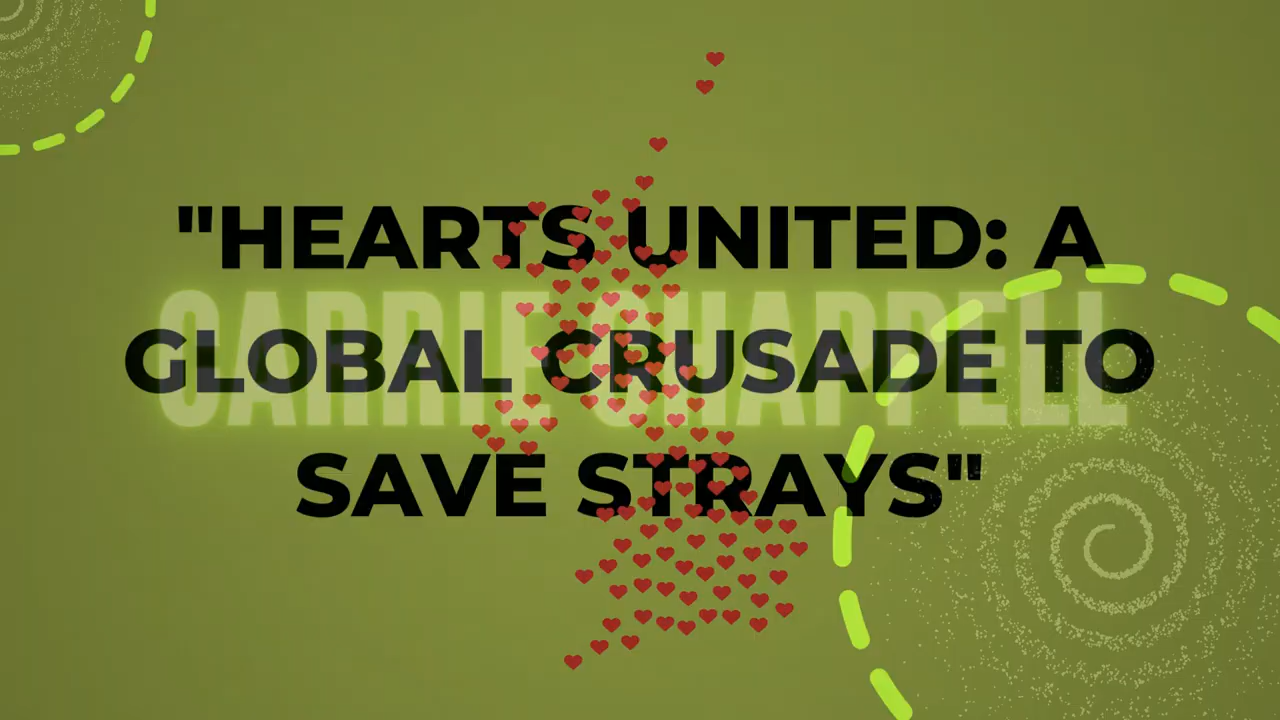 "HEARTS UNITED: A
CARRIE CHAPPELL
GLOBAL CRUSADE TO
SAVE STRAYS"